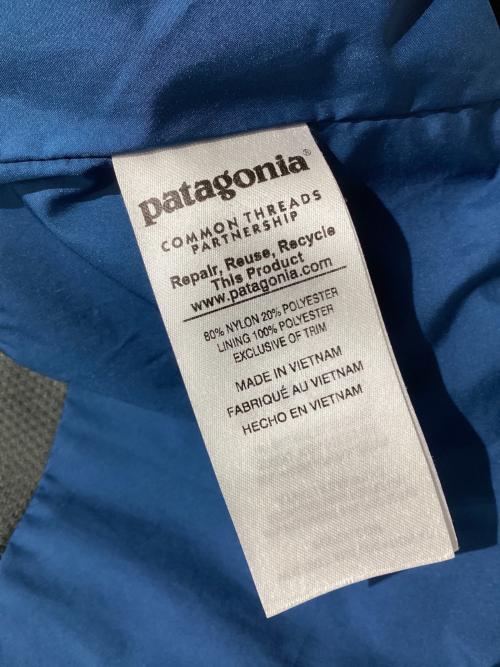 patagonia®
COMMON THREADS
PARTNERSHIP
Repair, Reuse, Recycle
This Product
www.patagonia.com
80% NYLON 20% POLYESTER
LINING 100% POLYESTER
EXCLUSIVE OF TRIM
MADE IN VIETNAM
FABRIQUÉ AU VIETNAM
HECHO EN VIETNAM